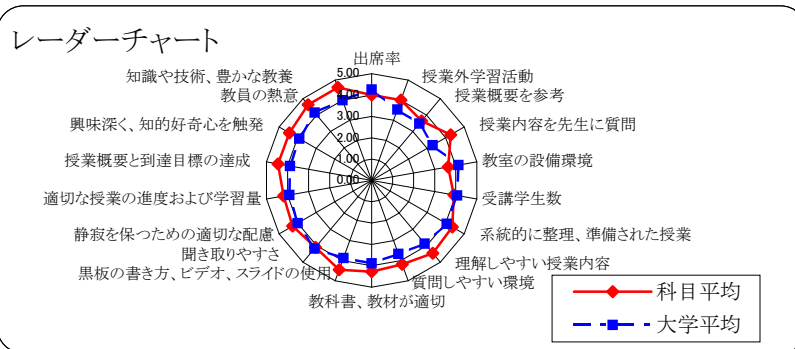 レーダーチャート
出席率
授業外学習活動
授業概要を参考
授業内容を先生に質問
教室の設備環境
受講学生数
系統的に整理、準備された授業
理解しやすい授業内容
質問しやすい環境
教科書、教材が適切
黒板の書き方、ビデオ、スライドの使用
聞き取りやすさ
静寂を保つための適切な配慮
適切な授業の進度および学習量
授業概要と到達目標の達成
興味深く、知的好奇心を触発
教員の熱意
知識や技術、豊かな教養
5.00
4.00
3.00
2.00
1.00
0.00
科目平均
大学平均